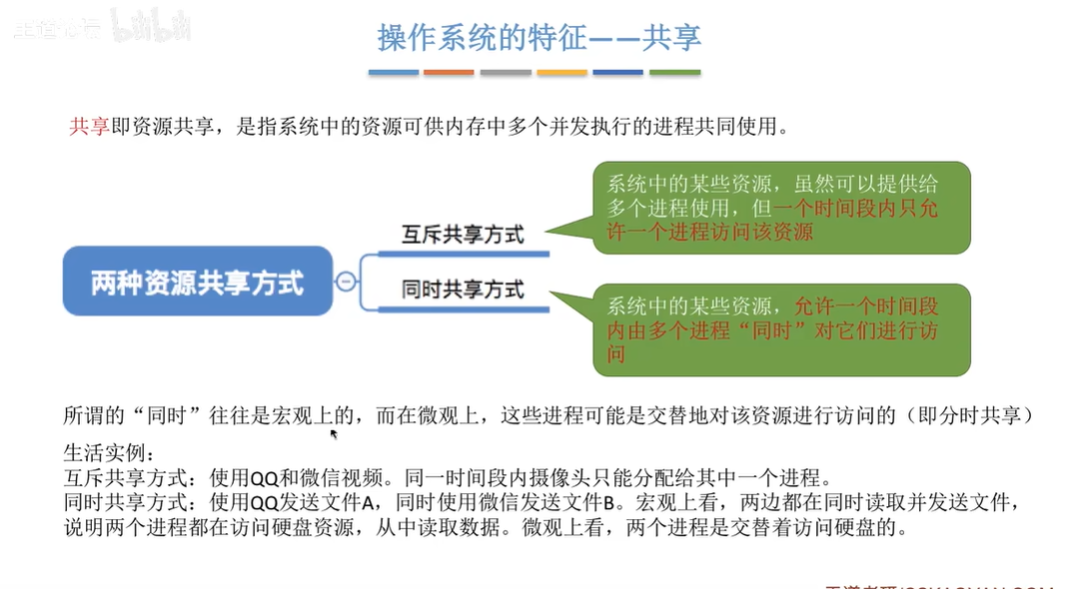 bilibili
操作系统的特征——共享
共享即资源共享，是指系统中的资源可供内存中多个并发执行的进程共同使用。
两种资源共享方式
互斥共享方式
系统中的某些资源，虽然可以提供给
多个进程使用，但一个时间段内只允
许一个进程访问该资源
同时共享方式
系统中的某些资源，允许一个时间段
内由多个进程“同时”对它们进行访
问
所谓的“同时”往往是宏观上的，而在微观上，这些进程可能是交替地对该资源进行访问的（即分时共享）
生活实例：
互斥共享方式：使用QQ和微信视频。同一时间段内摄像头只能分配给其中一个进程。
同时共享方式：使用QQ发送文件A，同时使用微信发送文件B。宏观上看，两边都在同时读取并发送文件，
说明两个进程都在访问硬盘资源，从中读取数据。微观上看，两个进程是交替着访问硬盘的。